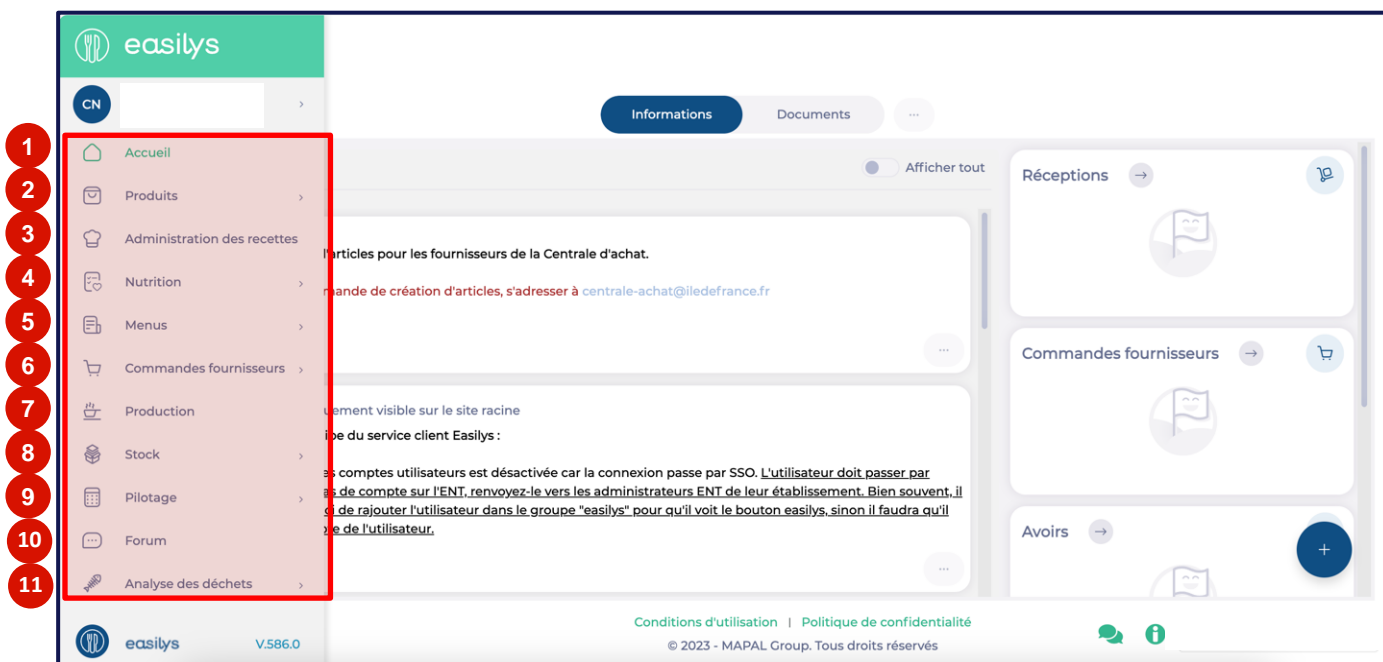 easilys
CN
1
Accueil
2
Produits
3
Administration des recettes
4
Nutrition
5
Menus
6
Commandes fournisseurs
7
Production
8
Stock
9
Pilotage
10
Forum
11
Analyse des déchets
easilys
V.586.0
Informations
Documents
...
Afficher tout
'articles pour les fournisseurs de la Centrale d'achat.
mande de création d'articles, s'adresser à centrale-achat@iledefrance.fr
...
uement visible sur le site racine
du service client Easilys :
comptes utilisateurs est désactivée car la connexion passe par SSO. L'utilisateur doit passer par
de compte sur l'ENT, renvoyez-le vers les administrateurs ENT de leur établissement. Bien souvent, il
de rajouter l'utilisateur dans le groupe "easilys" pour qu'il voit le bouton easilys, sinon il faudra qu'il
de l'utilisateur.
...
Réceptions
Commandes fournisseurs
Avoirs
+
Conditions d'utilisation | Politique de confidentialité
© 2023 - MAPAL Group. Tous droits réservés